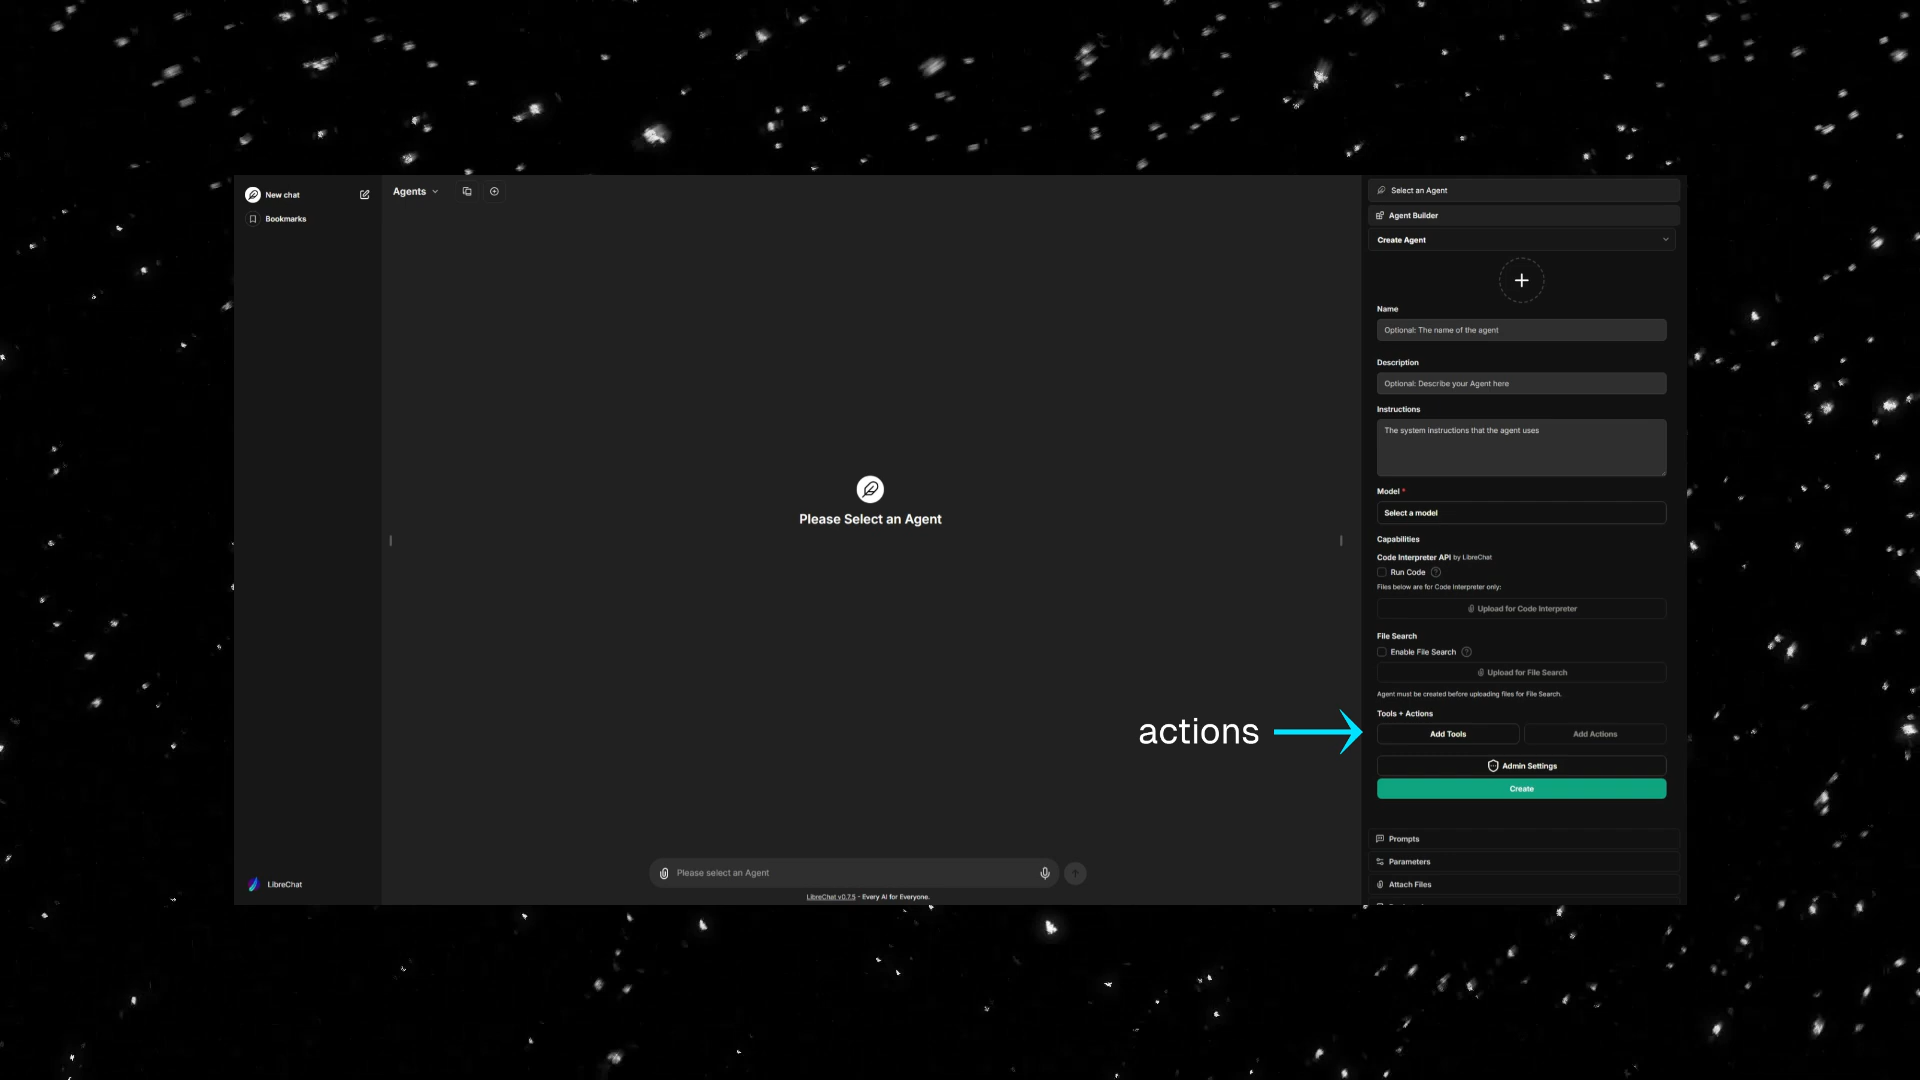 New chat
Bookmarks
LibreChat
Agents
Please Select an Agent
Please select an Agent
LibreChat v0.7.5 - Every AI for Everyone.
actions
Select an Agent
Agent Builder
Create Agent
Name
Optional: The name of the agent
Description
Optional: Describe your Agent here
Instructions
The system instructions that the agent uses
Model *
Select a model
Capabilities
Code Interpreter API by LibreChat
Run Code
Files below are for Code Interpreter only:
Upload for Code Interpreter
File Search
Enable File Search
Upload for File Search
Agent must be created before uploading files for File Search.
Tools + Actions
Add Tools
Add Actions
Admin Settings
Create
Prompts
Parameters
Attach Files